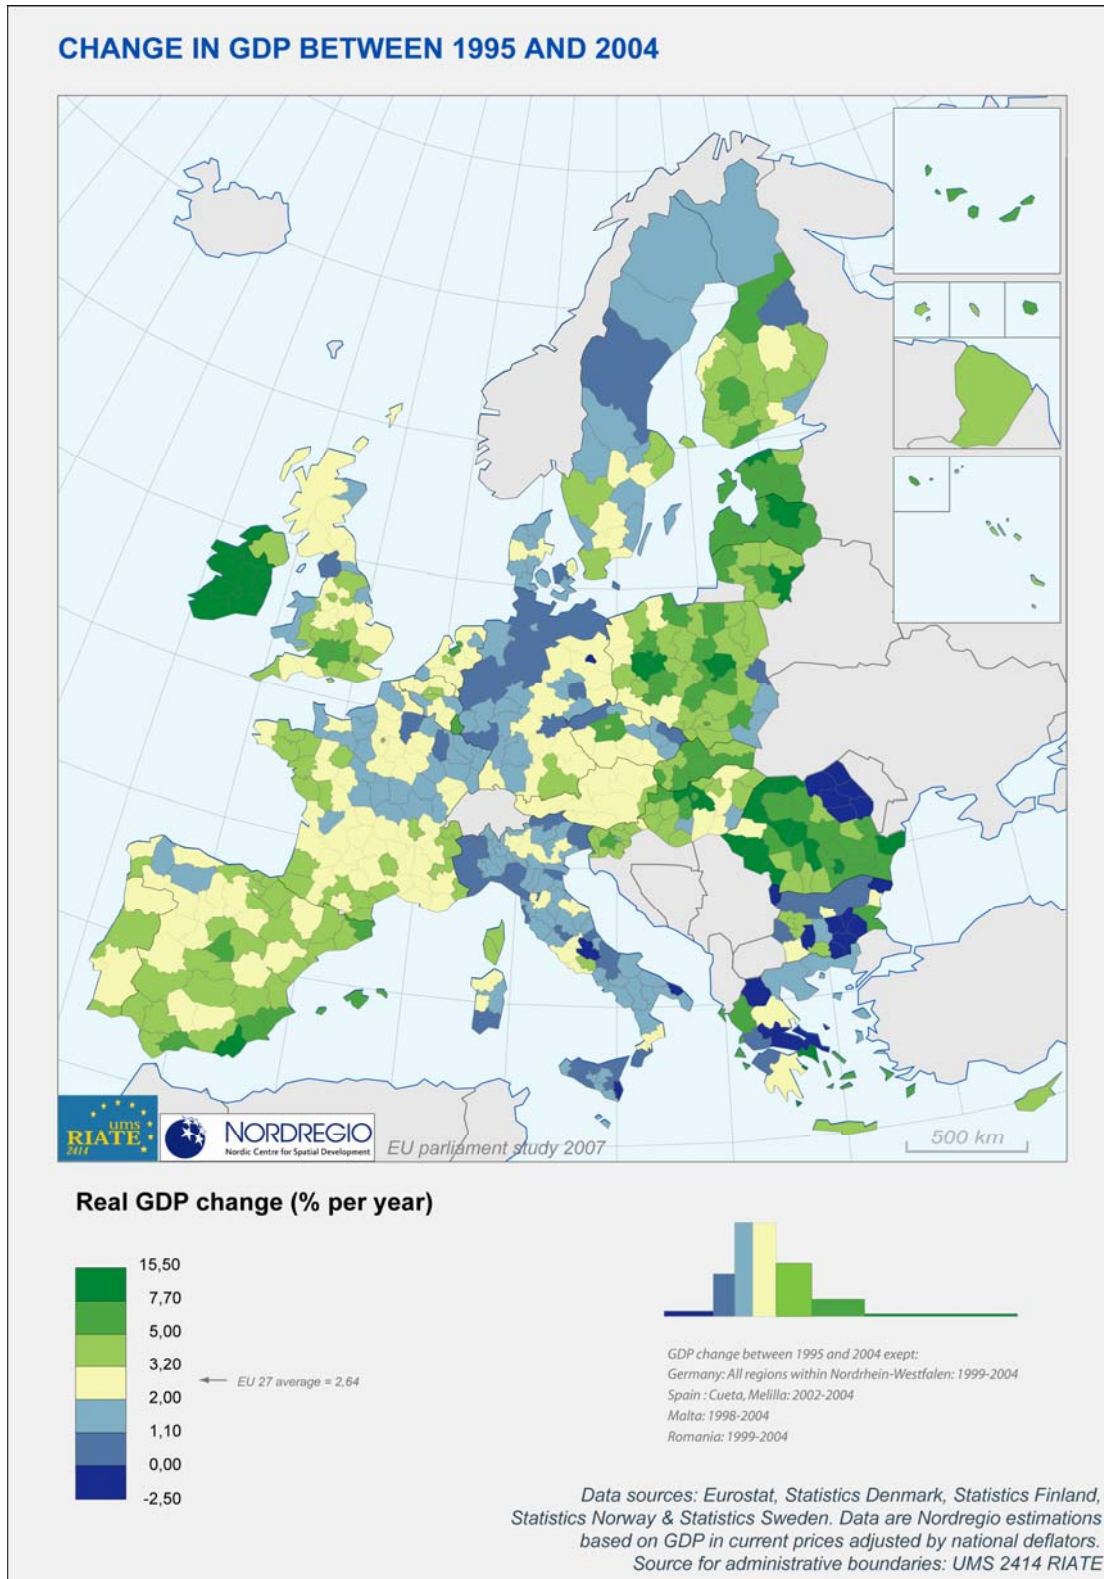 CHANGE IN GDP BETWEEN 1995 AND 2004
ums
RIATE
2414
NORDREGIO
Nordic Centre for Spatial Development
EU parliament study 2007
500 km
Real GDP change (% per year)
15,50
7,70
5,00
3,20
EU 27 average = 2,64
2,00
1,10
0,00
-2,50
GDP change between 1995 and 2004 exept:
Germany: All regions within Nordrhein-Westfalen: 1999-2004
Spain : Cueta, Melilla: 2002-2004
Malta: 1998-2004
Romania: 1999-2004
Data sources: Eurostat, Statistics Denmark, Statistics Finland,
Statistics Norway & Statistics Sweden. Data are Nordregio estimations
based on GDP in current prices adjusted by national deflators.
Source for administrative boundaries: UMS 2414 RIATE